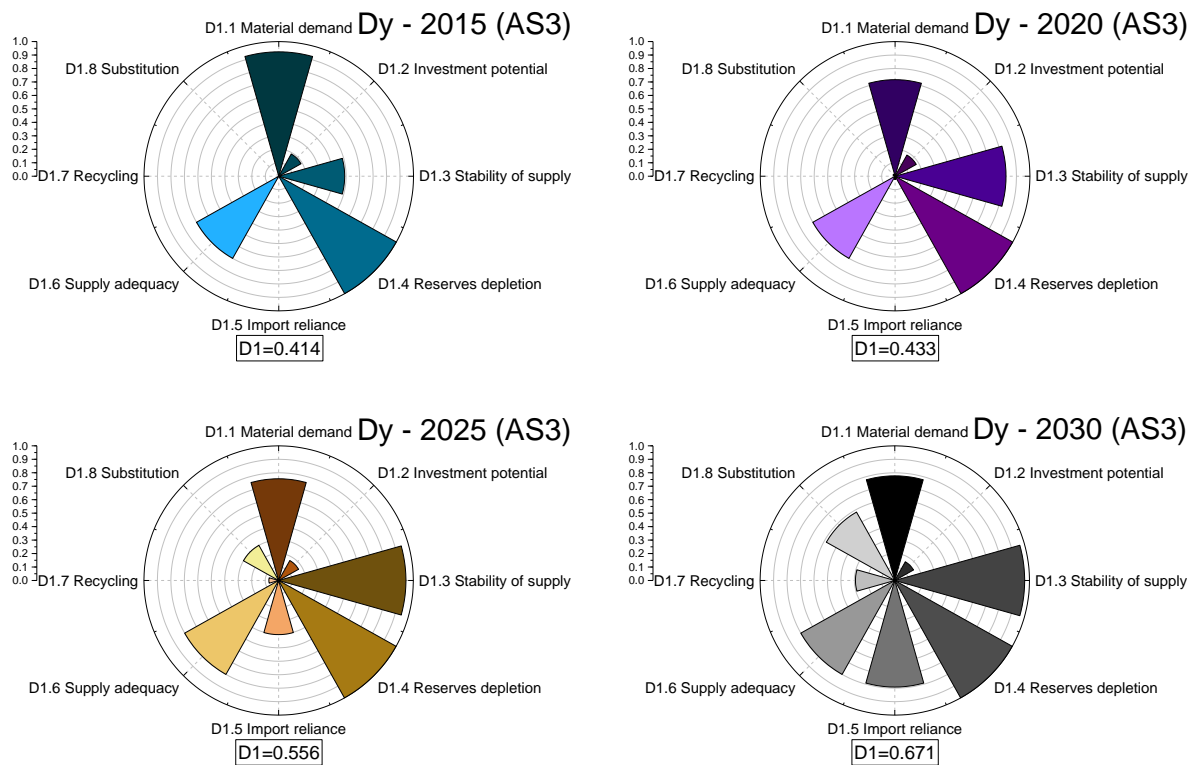 D1.1 Material demand Dy - 2015 (AS3)
1.0
0.9
0.8
0.7
0.6
0.5
0.4
0.3
0.2
0.1
0.0
D1.8 Substitution
D1.2 Investment potential
D1.7 Recycling
D1.3 Stability of supply
D1.6 Supply adequacy
D1.4 Reserves depletion
D1.5 Import reliance
D1=0.414
D1.1 Material demand Dy - 2020 (AS3)
1.0
0.9
0.8
0.7
0.6
0.5
0.4
0.3
0.2
0.1
0.0
D1.8 Substitution
D1.2 Investment potential
D1.7 Recycling
D1.3 Stability of supply
D1.6 Supply adequacy
D1.4 Reserves depletion
D1.5 Import reliance
D1=0.433
D1.1 Material demand Dy - 2025 (AS3)
1.0
0.9
0.8
0.7
0.6
0.5
0.4
0.3
0.2
0.1
0.0
D1.8 Substitution
D1.2 Investment potential
D1.7 Recycling
D1.3 Stability of supply
D1.6 Supply adequacy
D1.4 Reserves depletion
D1.5 Import reliance
D1=0.556
D1.1 Material demand Dy - 2030 (AS3)
1.0
0.9
0.8
0.7
0.6
0.5
0.4
0.3
0.2
0.1
0.0
D1.8 Substitution
D1.2 Investment potential
D1.7 Recycling
D1.3 Stability of supply
D1.6 Supply adequacy
D1.4 Reserves depletion
D1.5 Import reliance
D1=0.671